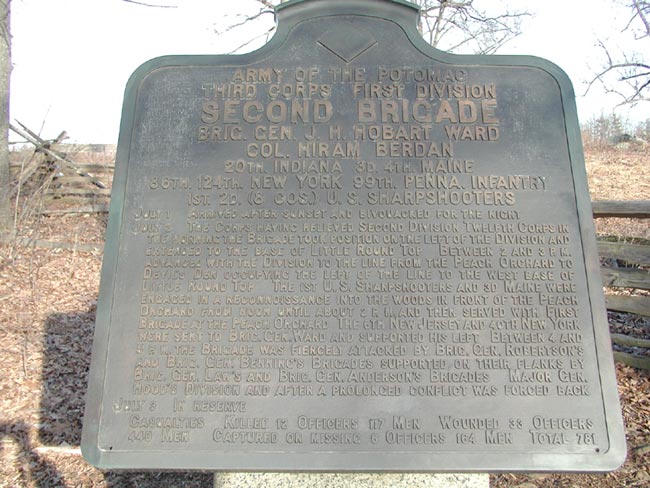 ARMY OF THE POTOMAC
THIRD CORPS FIRST DIVISION
SECOND BRIGADE
BRIG. GEN. J. H. HOBART WARD
COL. HIRAM BERDAN
20TH. INDIANA 3D. 4TH. MAINE
86TH. 124TH. NEW YORK 99TH. PENNA. INFANTRY
1ST. 2D. (8 COS.) U. S. SHARPSHOOTERS
JULY 1 ARRIVED AFTER SUNSET AND BIVOUACKED FOR THE NIGHT
JULY 2 THE CORPS HAVING RELIEVED SECOND DIVISION TWELFTH CORPS IN
THE MORNING THE BRIGADE TOOK POSITION ON THE LEFT OF THE DIVISION AND
EXTENDED TO THE BASE OF LITTLE ROUND TOP BETWEEN 2 AND 3 P.M.
ADVANCED WITH THE DIVISION TO THE LINE FROM THE PEACH ORCHARD TO
DEVIL'S DEN OCCUPYING THE LEFT OF THE LINE TO THE WEST BASE OF
LITTLE ROUND TOP THE 1ST U. S. SHARPSHOOTERS AND 3D MAINE WERE
ENGAGED IN A RECONNOISSANCE INTO THE WOODS IN FRONT OF THE PEACH
ORCHARD FROM NOON UNTIL ABOUT 2 P.M. AND THEN SERVED WITH FIRST
BRIGADE AT THE PEACH ORCHARD THE 6TH NEW JERSEY AND 40TH NEW YORK
WERE SENT TO BRIG. GEN. WARD AND SUPPORTED HIS LEFT BETWEEN 4 AND
P.M. THE BRIGADE WAS FIERCELY ATTACKED BY BRIG. GEN. ROBERTSON'S
AND BRIG. GEN. BENNING'S BRIGADES SUPPORTED ON THEIR FLANKS BY
BRIG. GEN. LAW'S AND BRIG. GEN. ANDERSON'S BRIGADES MAJOR GEN.
HOOD'S DIVISION AND AFTER A PROLONGED CONFLICT WAS FORCED BACK
JULY 3 IN RESERVE
CASUALTIES KILLED 12 OFFICERS 117 MEN WOUNDED 33 OFFICERS
MEN CAPTURED OR MISSING OFFICERS 164 MEN TOTAL 781